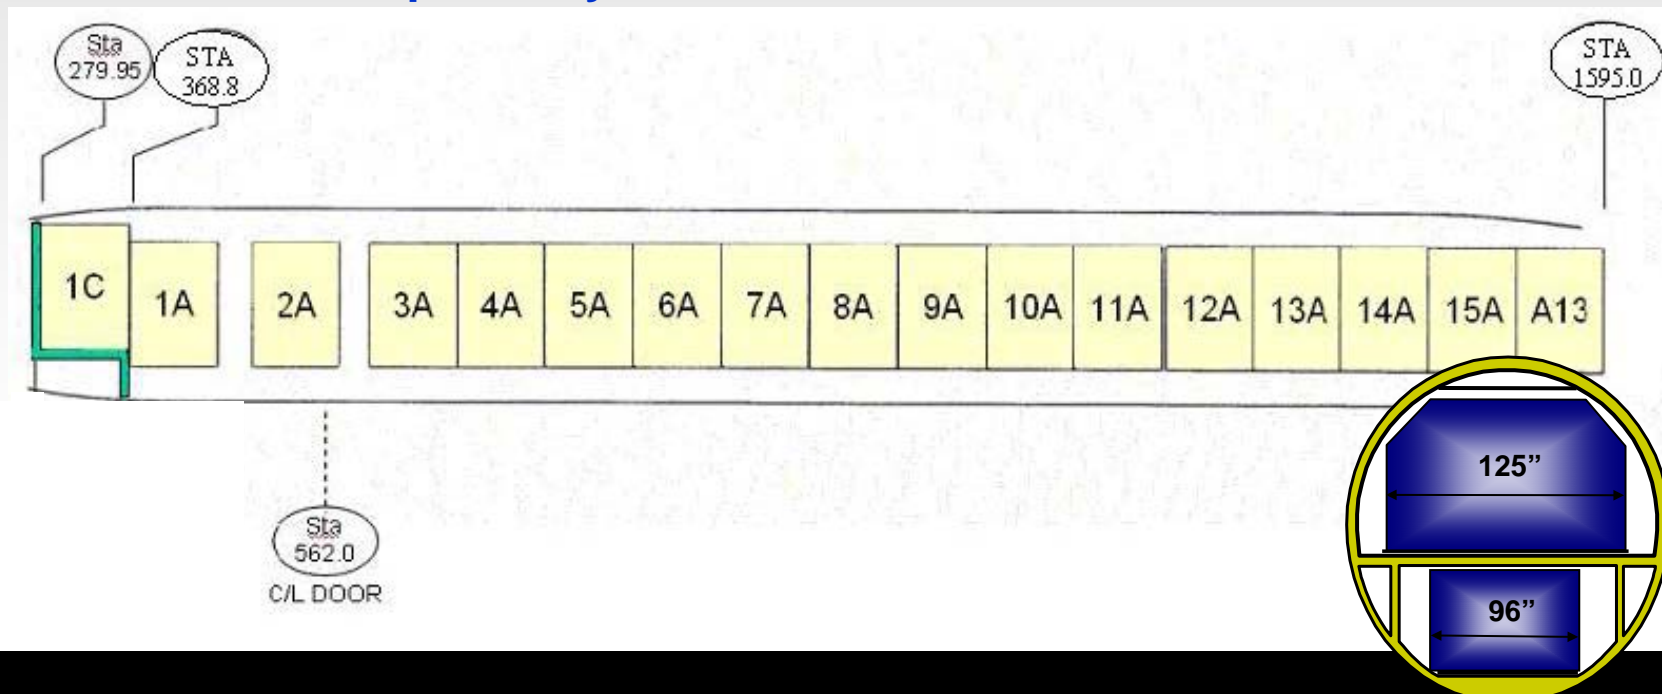 Sta
279.95
STA
368.8
STA
1595.0
1C
1A
2A
3A
4A
5A
6A
7A
8A
9A
10A
11A
12A
13A
14A
15A
A13
Sta
562.0
C/L DOOR
125”
96”